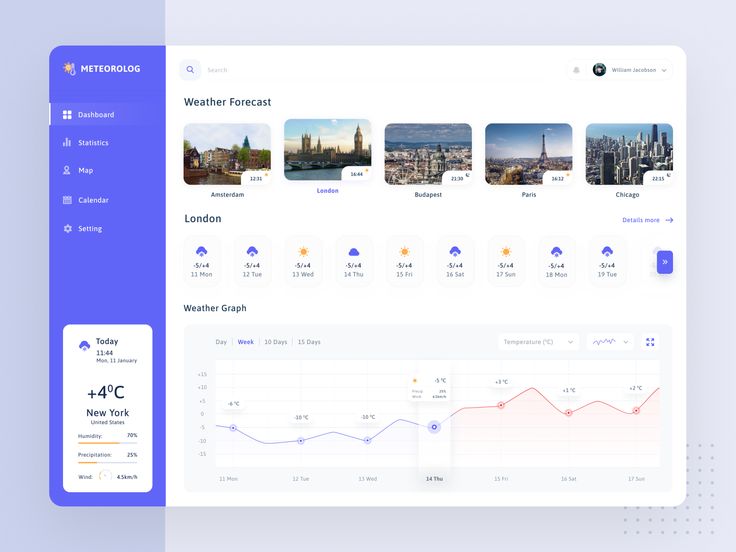 METEOROLOG
Dashboard
Statistics
Map
Calendar
Setting
Today
11:44
Mon, 11 January
+4⁰C
New York
United States
Humidity: 70%
Precipitation: 25%
Wind: 4.5km/h
Search
William Jacobson
Weather Forecast
12:31
16:44
21:30
16:12
22:15
Amsterdam
London
Budapest
Paris
Chicago
London
Details more
-5/+4
11 Mon
-5/+4
12 Tue
-5/+4
13 Wed
-5/+4
14 Thu
-5/+4
15 Fri
-5/+4
16 Sat
-5/+4
17 Sun
-5/+4
18 Mon
-5/+4
19 Tue
Weather Graph
Day | Week | 10 Days | 15 Days
Temperature (°C)
+15
+10
+5
0
-5
-10
-15
-6 °C
-10 °C
-10 °C
-5 °C
Precip 25%
Wind 4.5km/h
+3 °C
+1 °C
+2 °C
11 Mon
12 Tue
13 Wed
14 Thu
15 Fri
16 Sat
17 Sun